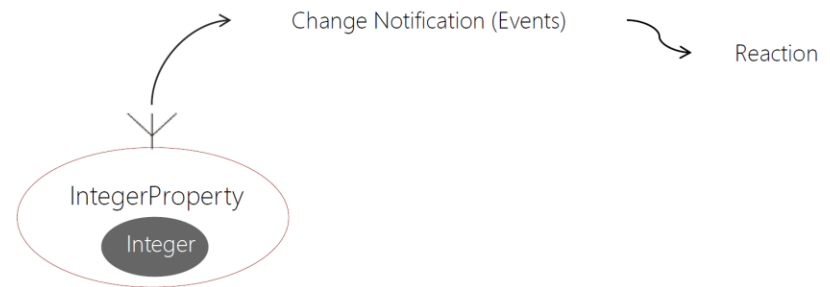 Change Notification (Events)
Reaction
IntegerProperty
Integer